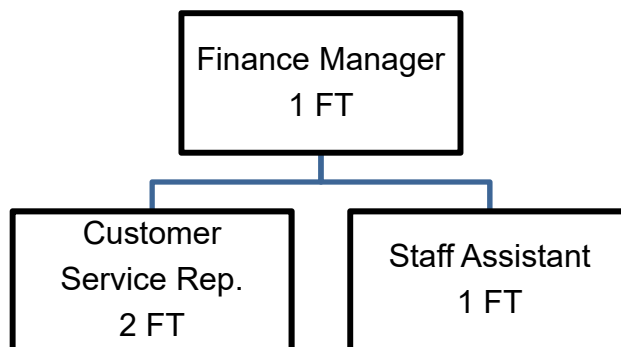 Finance Manager
1 FT
Customer
Service Rep.
2 FT
Staff Assistant
1 FT